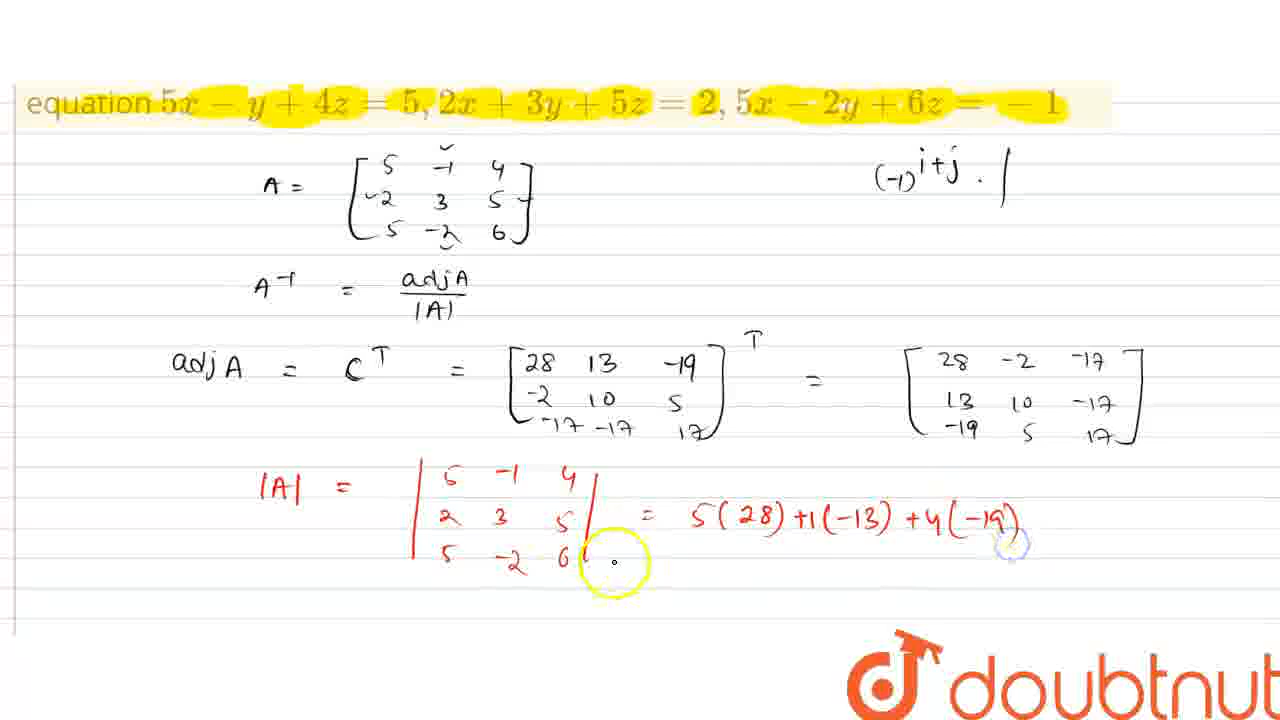 equation 5x − y + 4z = 5, 2x + 3y + 5z = 2, 5x − 2y + 6z = − 1
A = [ 5 -1 4
2 3 5
5 -2 6 ]
(-1)^{i+j} . |
A^{-1} = adjA / |A|
adjA = C^T = [ 28 13 -19
-2 10 5
-17 -17 17 ]^T = [ 28 -2 -17
13 10 -17
-19 5 17 ]
|A| = | 5 -1 4
2 3 5
5 -2 6 | = 5(28) +1(-13) +4(-19)
doubtnut